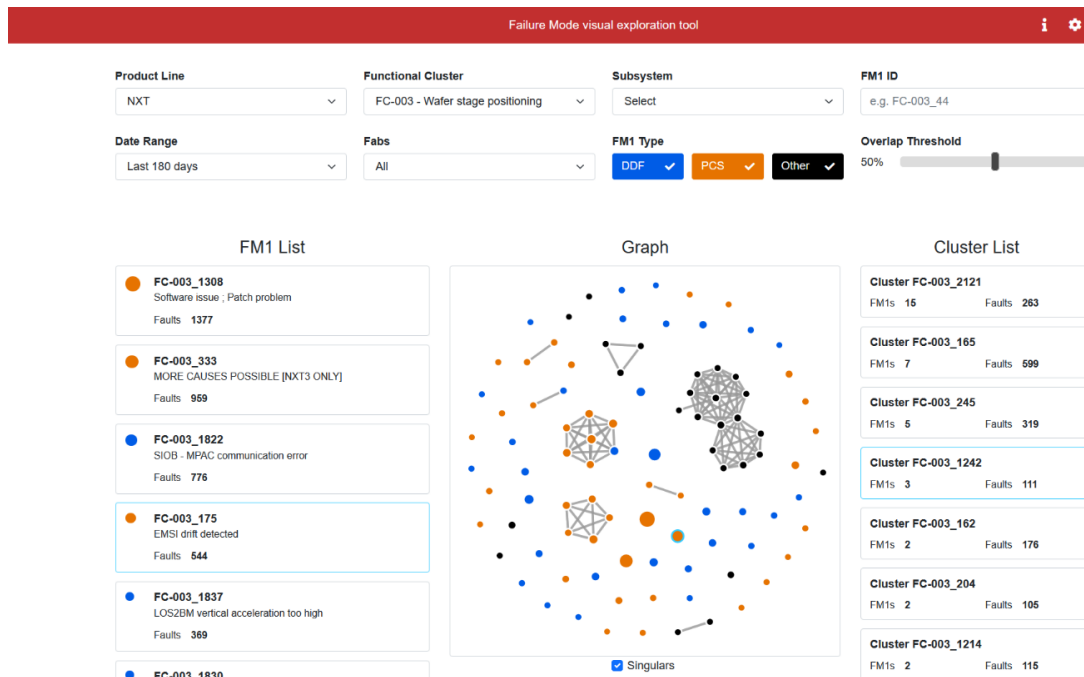 Failure Mode visual exploration tool
Product Line
Functional Cluster
Subsystem
FM1 ID
NXT
FC-003 - Wafer stage positioning
Select
e.g. FC-003_44
Date Range
Fabs
FM1 Type
Overlap Threshold
Last 180 days
All
DDF
PCS
Other
50%
FM1 List
Graph
Cluster List
FC-003_1308
Software issue ; Patch problem
Faults 1377
FC-003_333
MORE CAUSES POSSIBLE [NXT3 ONLY]
Faults 959
FC-003_1822
SIOB - MPAC communication error
Faults 776
FC-003_175
EMSI drift detected
Faults 544
FC-003_1837
LOS2BM vertical acceleration too high
Faults 369
FC-003_1830
Singulars
Cluster FC-003_2121
FM1s 15 Faults 263
Cluster FC-003_165
FM1s 7 Faults 599
Cluster FC-003_245
FM1s 5 Faults 319
Cluster FC-003_1242
FM1s 3 Faults 111
Cluster FC-003_162
FM1s 2 Faults 176
Cluster FC-003_204
FM1s 2 Faults 105
Cluster FC-003_1214
FM1s 2 Faults 115